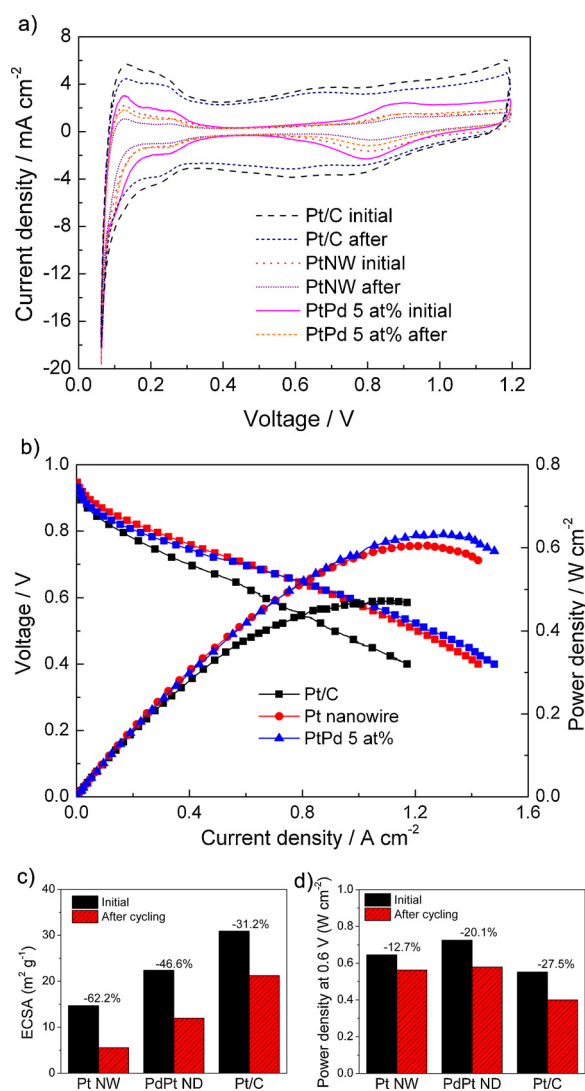 a)
8
4
0
-4
-8
-12
-16
-20
Current density / mA cm-2
Pt/C initial
Pt/C after
PtNW initial
PtNW after
PtPd 5 at% initial
PtPd 5 at% after
0.0 0.2 0.4 0.6 0.8 1.0 1.2
Voltage / V
b)
1.0
0.8
0.6
0.4
0.2
0.0
Voltage / V
0.8
0.6
0.4
0.2
0.0
Power density / W cm-2
Pt/C
Pt nanowire
PtPd 5 at%
0.0 0.4 0.8 1.2 1.6
Current density / A cm-2
c)
40
30
20
10
0
ECSA (m2 g-1)
Initial
After cycling
-62.2%
-46.6%
-31.2%
Pt NW PdPt ND Pt/C
d)
1.0
0.8
0.6
0.4
0.2
0.0
Power density at 0.6 V (W cm-2)
Initial
After cycling
-12.7%
-20.1%
-27.5%
Pt NW PdPt ND Pt/C